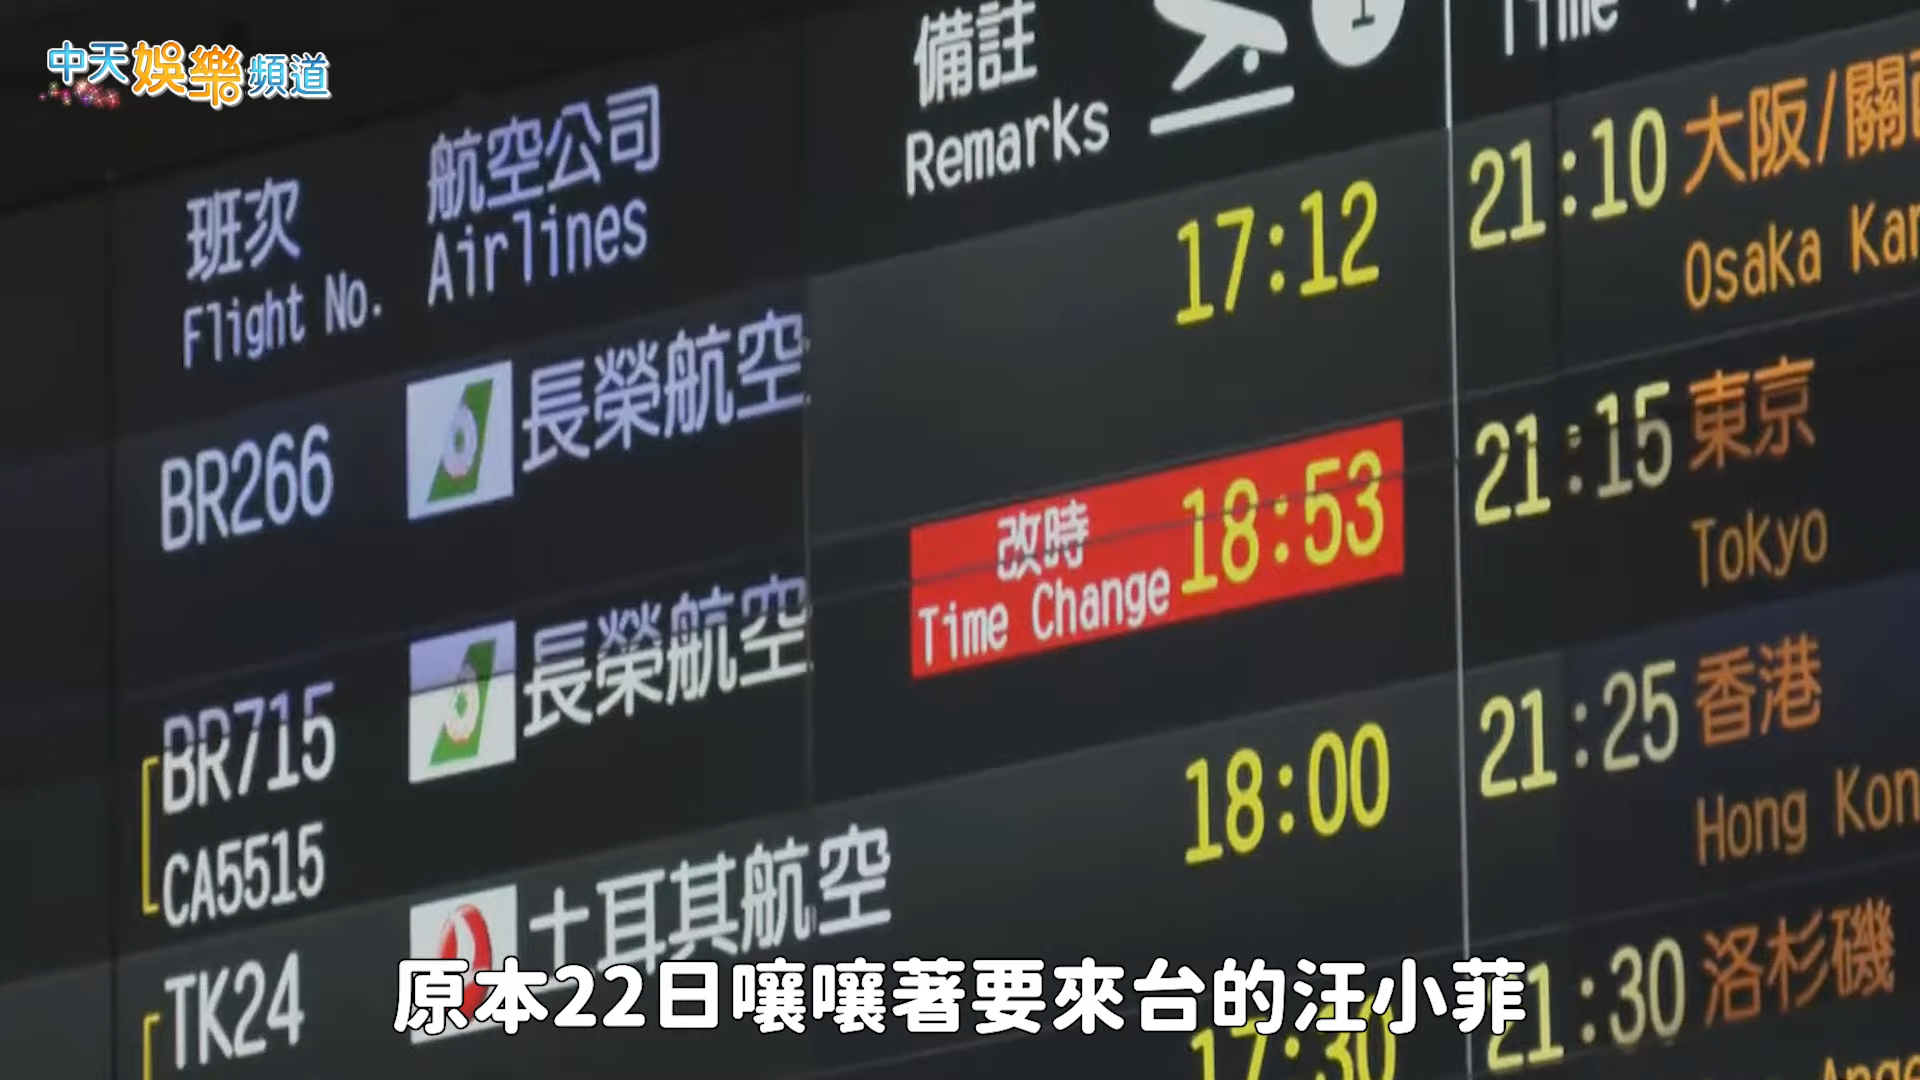 中天娛樂頻道
備註
Remarks
1
Time
班次
Flight No.
航空公司
Airlines
17:12
21:10 大阪/關
Osaka
BR266 長榮航空
改時
Time Change 18:53
21:15 東京
Tokyo
BR715 長榮航空
CA5515
18:00
21:25 香港
Hong
TK24 土耳其航空
17:30
21:30 洛杉磯
原本22日嚷嚷著要來台的汪小菲